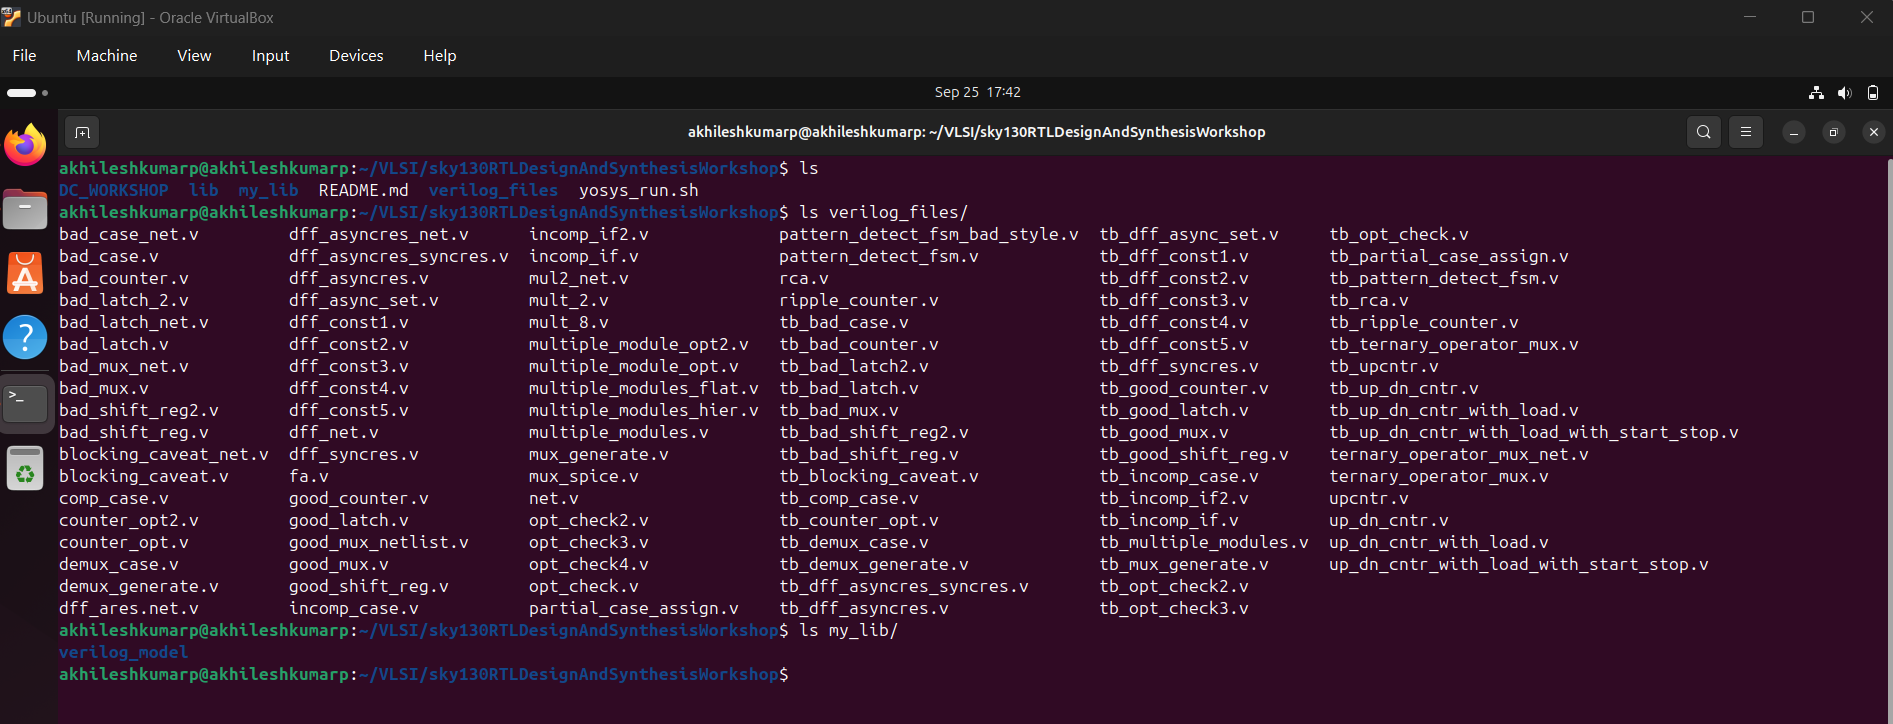 Ubuntu [Running] - Oracle VirtualBox
File Machine View Input Devices Help
Sep 25 17:42
akhileshkumarp@akhileshkumarp: ~/VLSI/sky130RTLDesignAndSynthesisWorkshop
akhileshkumarp@akhileshkumarp:~/VLSI/sky130RTLDesignAndSynthesisWorkshop$ ls
DC_WORKSHOP lib my_lib README.md verilog_files yosys_run.sh
akhileshkumarp@akhileshkumarp:~/VLSI/sky130RTLDesignAndSynthesisWorkshop$ ls verilog_files/
bad_case_net.v dff_asyncres_net.v incomp_if2.v pattern_detect_fsm_bad_style.v tb_dff_async_set.v tb_opt_check.v
bad_case.v dff_asyncres_syncres.v incomp_if.v pattern_detect_fsm.v tb_dff_const1.v tb_partial_case_assign.v
bad_counter.v dff_asyncres.v mul2_net.v rca.v tb_dff_const2.v tb_pattern_detect_fsm.v
bad_latch_2.v dff_async_set.v mult_2.v ripple_counter.v tb_dff_const3.v tb_rca.v
bad_latch_net.v dff_const1.v mult_8.v tb_bad_case.v tb_dff_const4.v tb_ripple_counter.v
bad_latch.v dff_const2.v multiple_module_opt2.v tb_bad_counter.v tb_dff_const5.v tb_ternary_operator_mux.v
bad_mux_net.v dff_const3.v multiple_module_opt.v tb_bad_latch2.v tb_dff_syncres.v tb_upcntr.v
bad_mux.v dff_const4.v multiple_modules_flat.v tb_bad_latch.v tb_good_counter.v tb_up_dn_cntr.v
bad_shift_reg2.v dff_const5.v multiple_modules_hier.v tb_bad_mux.v tb_good_latch.v tb_up_dn_cntr_with_load.v
bad_shift_reg.v dff_net.v multiple_modules.v tb_bad_shift_reg2.v tb_good_mux.v tb_up_dn_cntr_with_load_with_start_stop.v
blocking_caveat_net.v dff_syncres.v mux_generate.v tb_bad_shift_reg.v tb_good_shift_reg.v ternary_operator_mux_net.v
blocking_caveat.v fa.v mux_spice.v tb_blocking_caveat.v tb_incomp_case.v ternary_operator_mux.v
comp_case.v good_counter.v net.v tb_comp_case.v tb_incomp_if2.v upcntr.v
counter_opt2.v good_latch.v opt_check2.v tb_counter_opt.v tb_incomp_if.v up_dn_cntr.v
counter_opt.v good_mux_netlist.v opt_check3.v tb_demux_case.v tb_multiple_modules.v up_dn_cntr_with_load.v
demux_case.v good_mux.v opt_check4.v tb_demux_generate.v tb_mux_generate.v up_dn_cntr_with_load_with_start_stop.v
demux_generate.v good_shift_reg.v opt_check.v tb_dff_asyncres_syncres.v tb_opt_check2.v
dff_ares.net.v incomp_case.v partial_case_assign.v tb_dff_asyncres.v tb_opt_check3.v
akhileshkumarp@akhileshkumarp:~/VLSI/sky130RTLDesignAndSynthesisWorkshop$ ls my_lib/
verilog_model
akhileshkumarp@akhileshkumarp:~/VLSI/sky130RTLDesignAndSynthesisWorkshop$